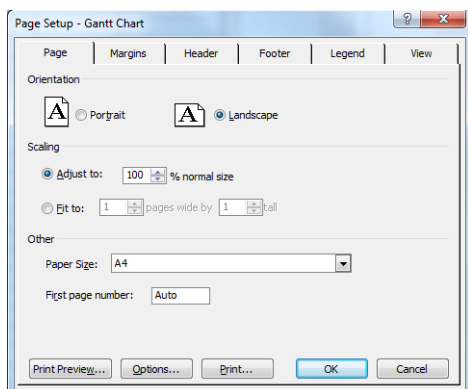 Page Setup - Gantt Chart
?
X
Page Margins Header Footer Legend View
Orientation
A Portrait A Landscape
Scaling
Adjust to: 100 % normal size
Fit to: 1 pages wide by 1 tall
Other
Paper Size: A4
First page number: Auto
Print Preview... Options... Print... OK Cancel